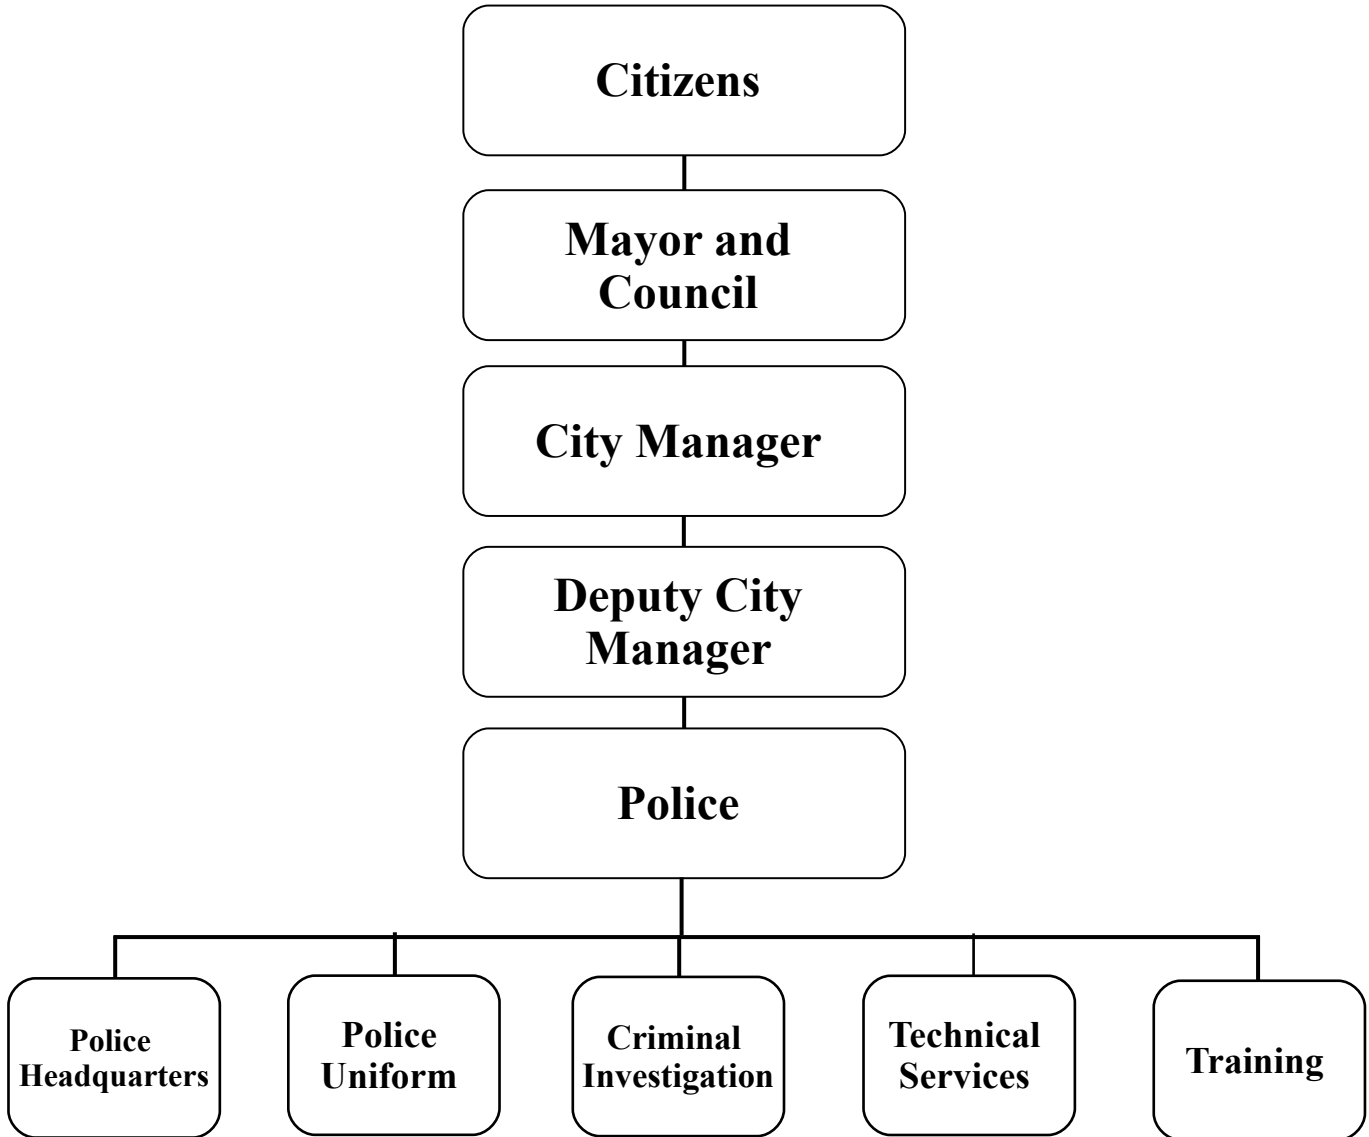 Citizens
Mayor and
Council
City Manager
Deputy City
Manager
Police
Police
Headquarters
Police
Uniform
Criminal
Investigation
Technical
Services
Training